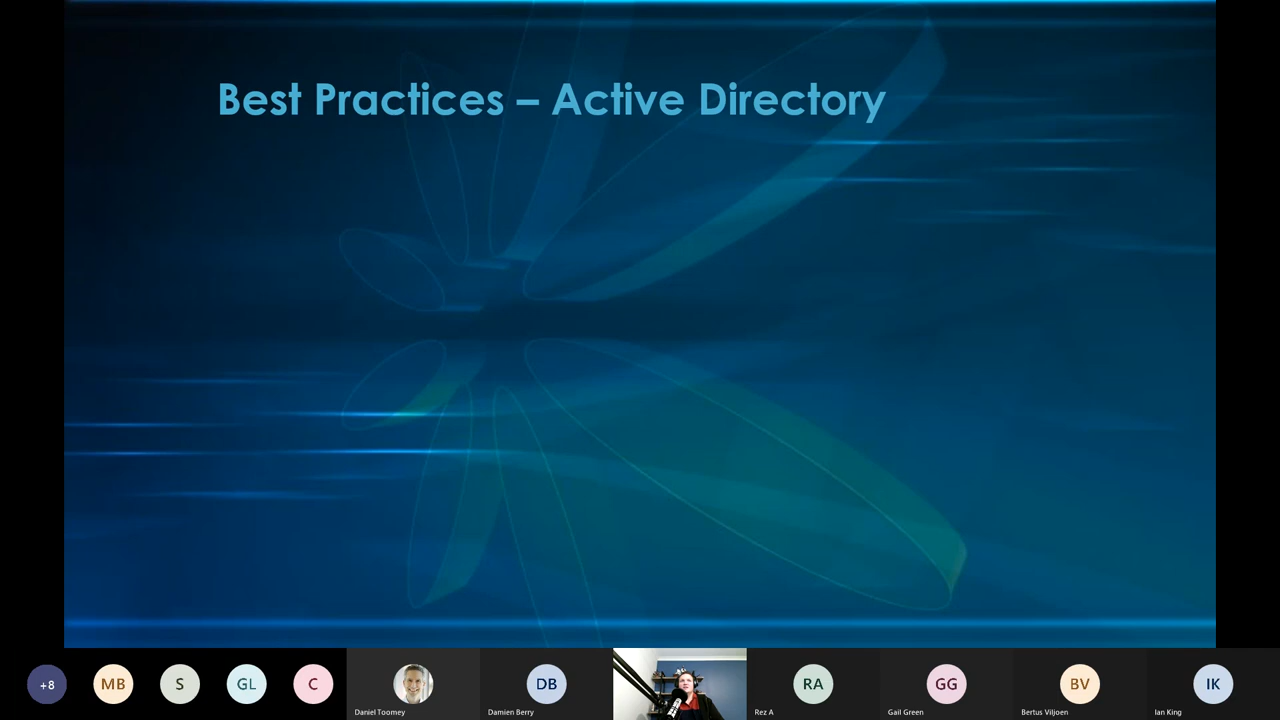 Best Practices – Active Directory
+8
MB
S
GL
C
Daniel Toomey
DB
Damien Berry
RA
Rez A
GG
Gail Green
BV
Bertus Viljoen
IK
Ian King